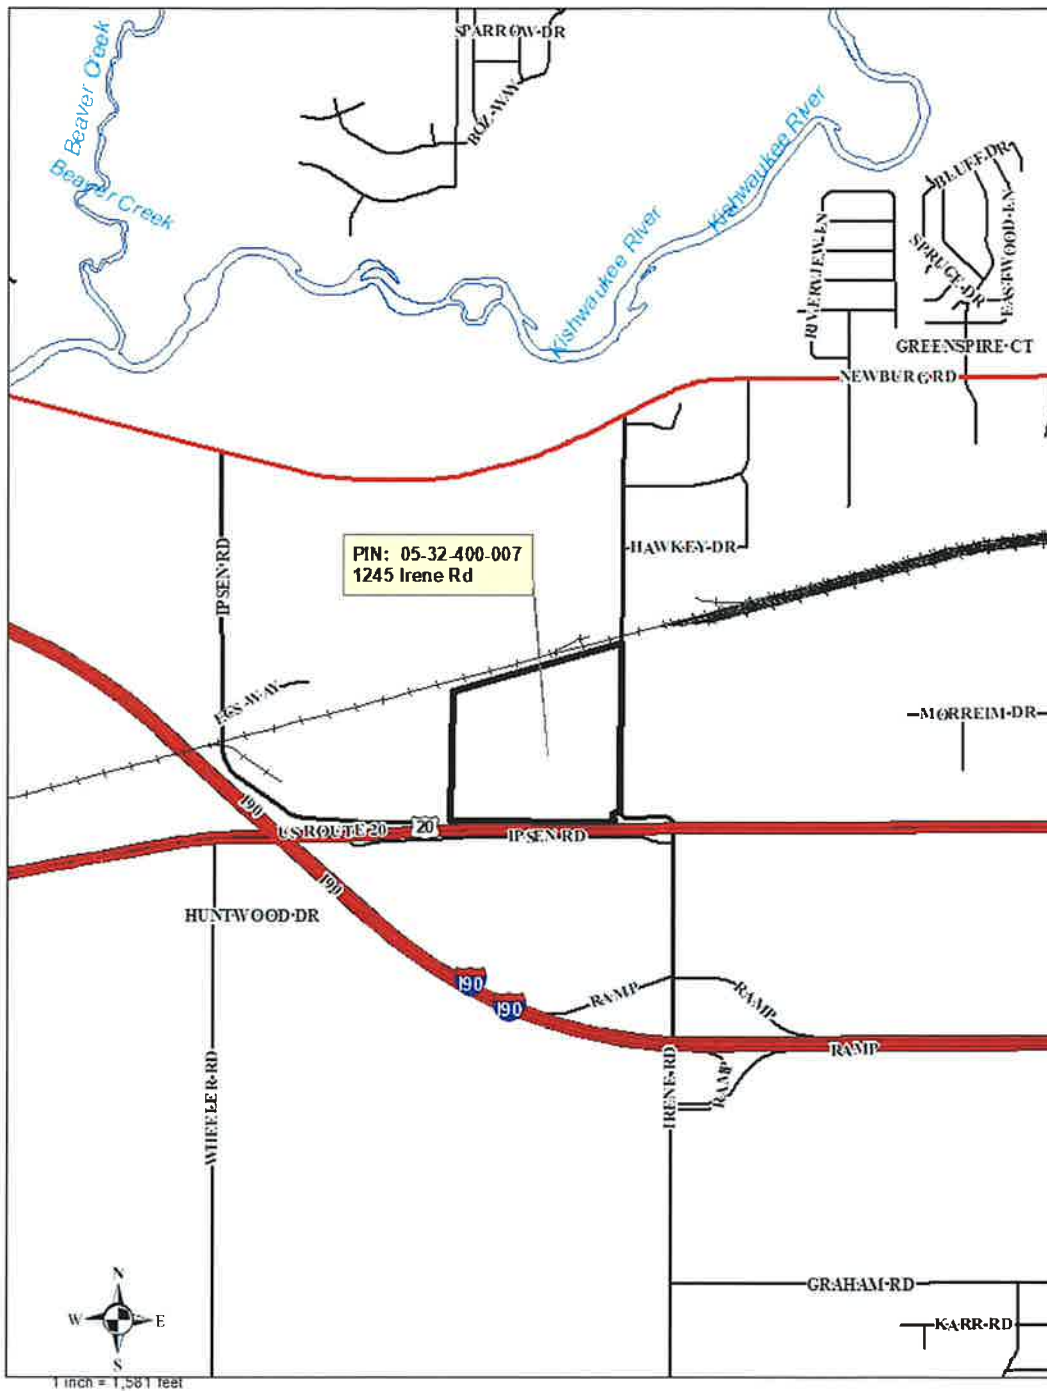 SPARROW-DR
Beaver Creek
BOZ-WAY
Kishwaukee River
BLUFF-DR
Beaver Creek
EASTWOOD-LN
RIVERVIEW-LN
SPRUCE-DR
Kishwaukee River
GREENSPIRE-CT
NEWBURG-RD
IPSEN-RD
PIN: 05-32-400-007
1245 Irene Rd
HAWKEY-DR
EGS-WAY
MORREIM-DR
190
US ROUTE 20
20
IPSEN-RD
190
HUNTWOOD-DR
190
190
RAMP
RAMP
RAMP
RAMP
IRENE-RD
WHEELER-RD
GRAHAM-RD
KARR-RD
N
W
E
S
1 inch = 1,581 feet